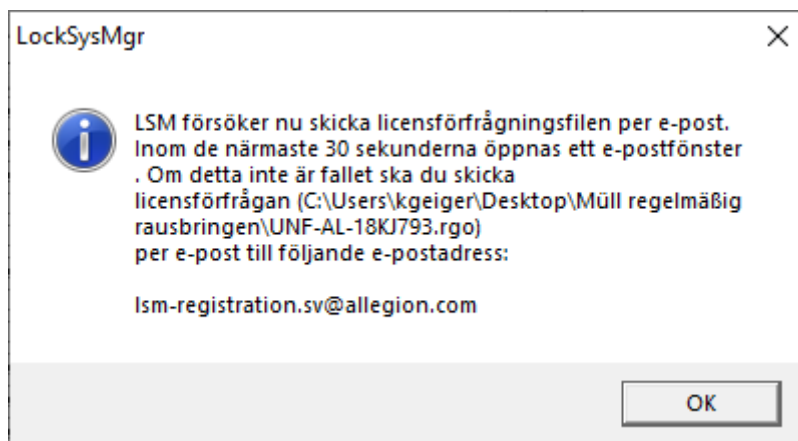 LockSysMgr
LSM försöker nu skicka licensförfrågningsfilen per e-post.
Inom de närmaste 30 sekunderna öppnas ett e-postfönster
. Om detta inte är fallet ska du skicka
licensförfrågan (C:\Users\kgeiger\Desktop\Müll regelmäßig
rausbringen\UNF-AL-18KJ793.rgo)
per e-post till följande e-postadress:
lsm-registration.sv@allegion.com
OK